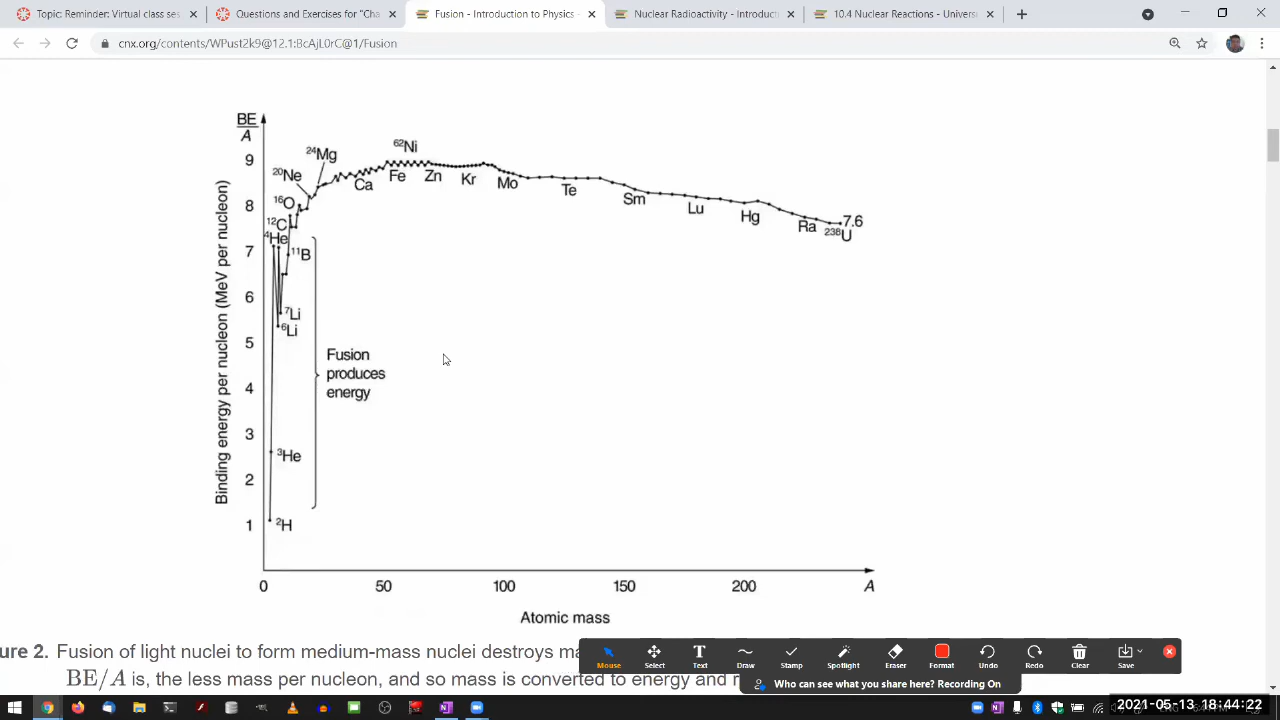 Topic Reminder: Virtual class ses
Questions and Exercises for "Cha
Fusion - Introduction to Physics -
Nuclear Radioactivity - Introducti
10.4 Nuclear Reactions - Univers
cnx.org/contents/WPust2k9@12.1:BcAjL0rC@1/Fusion
BE
A
Binding energy per nucleon (MeV per nucleon)
9
8
7
6
5
4
3
2
1
²⁴Mg
²⁰Ne
¹⁶O
¹²C
⁴He
¹¹B
⁷Li
⁶Li
³He
²H
⁶²Ni
Ca
Fe
Zn
Kr
Mo
Te
Sm
Lu
Hg
Ra
7.6
²³⁸U
Fusion
produces
energy
0
50
100
150
200
A
Atomic mass
ure 2. Fusion of light nuclei to form medium-mass nuclei destroys ma
BE/A is, the less mass per nucleon, and so mass is converted to energy and r
Mouse
Select
Text
Draw
Stamp
Spotlight
Eraser
Format
Undo
Redo
Clear
Save
Who can see what you share here? Recording On
2021-05-13 18:44:22